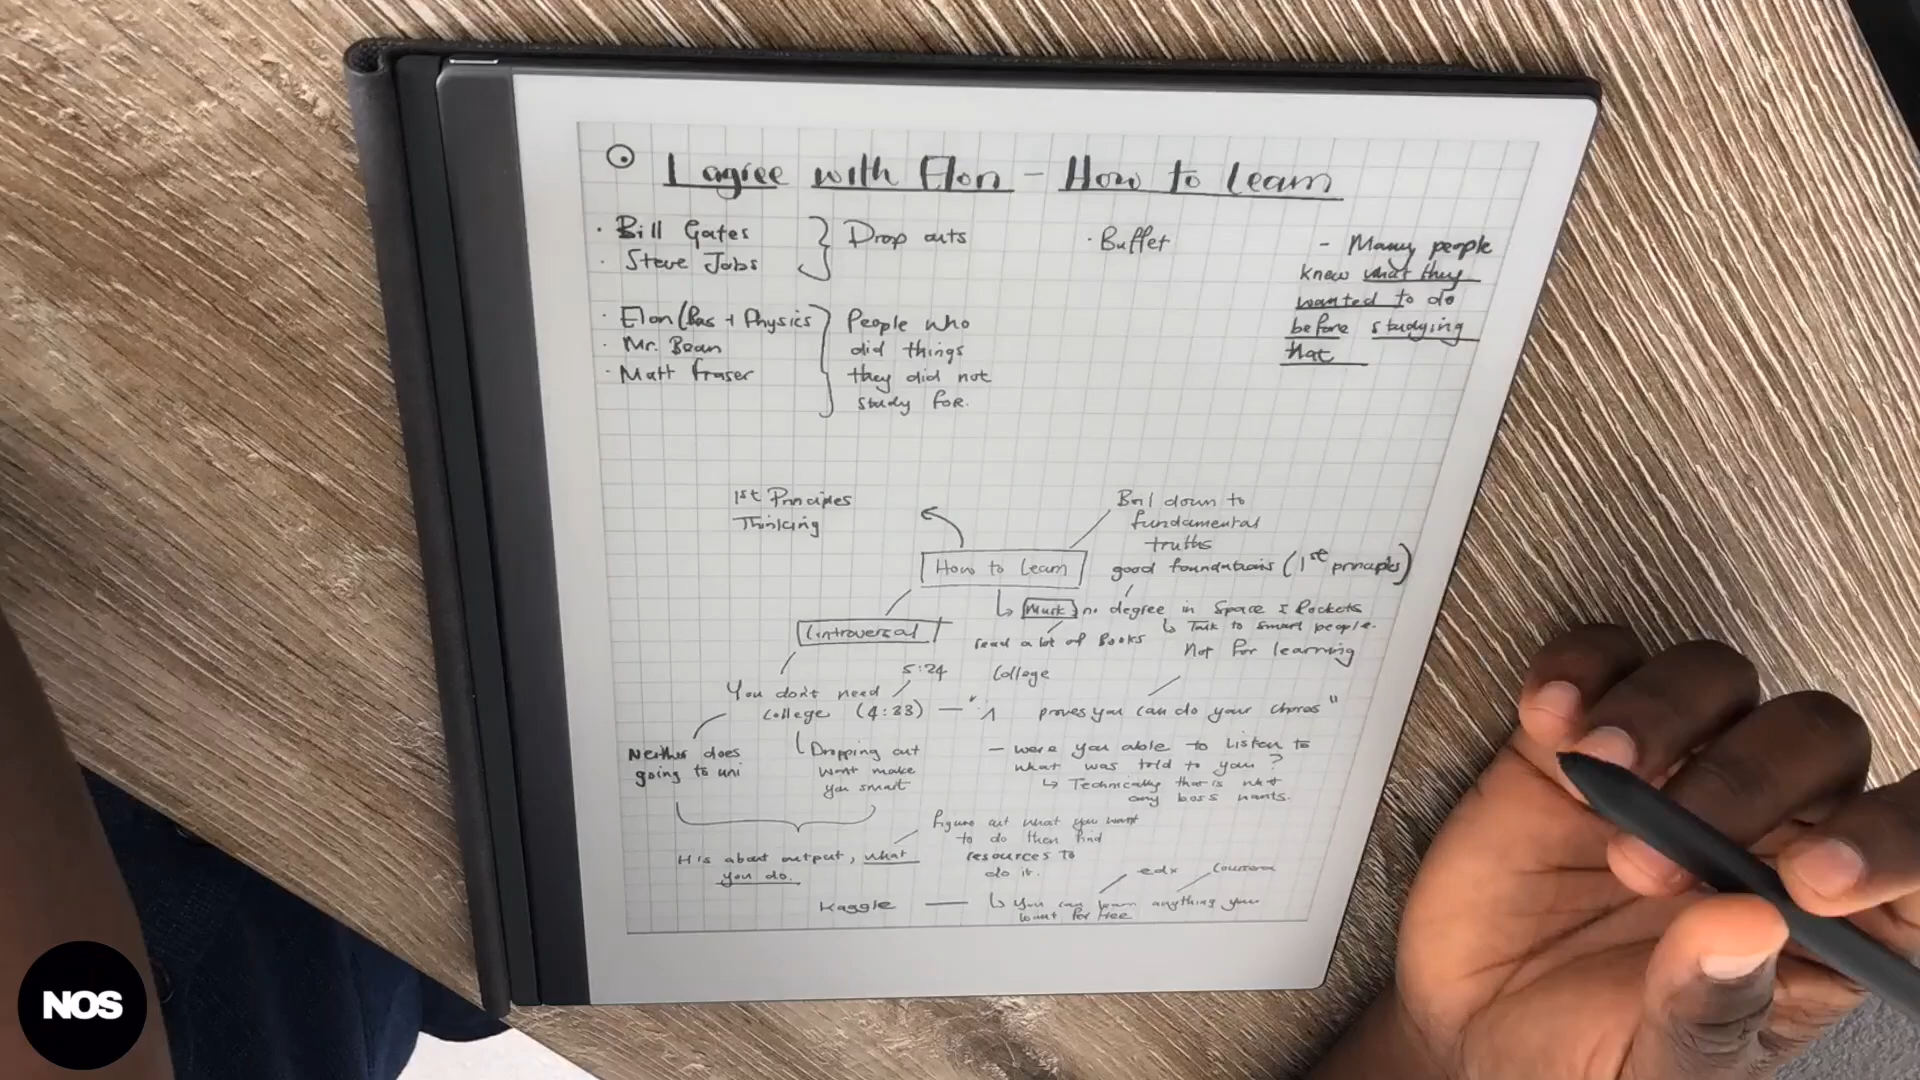 I agree with Elon - How to Learn
· Bill Gates
· Steve Jobs
Drop outs
· Buffet
- Many people
knew what they
wanted to do
before studying
that
· Elon (Bas + Physics
· Mr. Bean
· Matt Fraser
People who
did things
they did not
study for.
1st Principles
Thinking
Boil down to
fundamental
truths
good foundations (1st principles)
How to Learn
Musk no degree in Space & Rockets
Talk to smart people.
read a lot of Books
Not for learning
Controversal
5:24
College
You don't need
college (4:33) — "
proves you can do your chores"
Neither does
going to uni
Dropping out
wont make
you smart
- were you able to listen to
what was told to you?
Technically that is what
any boss wants.
Figure out what you want
to do then find
resources to
do it.
It is about output, what
you do.
edx
Coursera
Kaggle
You can learn anything you
want for free
NOS